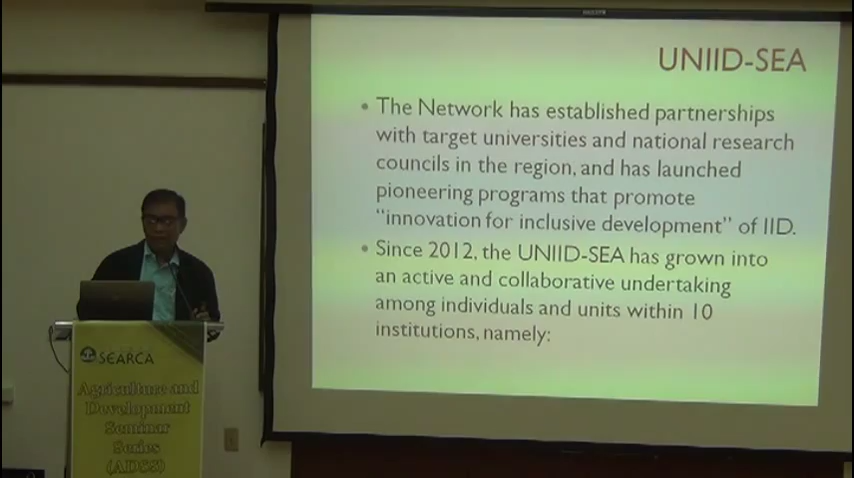 UNIID-SEA
• The Network has established partnerships
with target universities and national research
councils in the region, and has launched
pioneering programs that promote
“innovation for inclusive development” of IID.
• Since 2012, the UNIID-SEA has grown into
an active and collaborative undertaking
among individuals and units within 10
institutions, namely:
SEARCA
Agriculture and
Development
Seminar
Series
(ADSS)